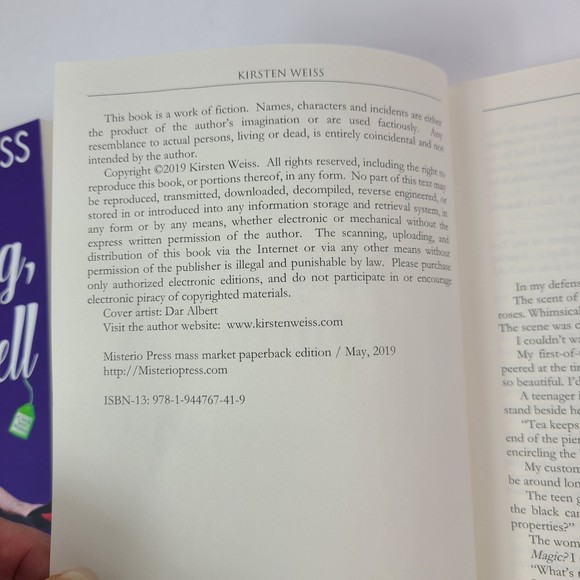 KIRSTEN WEISS
This book is a work of fiction. Names, characters and incidents are either
the product of the author's imagination or are used factiously. Any
resemblance to actual persons, living or dead, is entirely coincidental and not
intended by the author.
Copyright ©2019 Kirsten Weiss. All rights reserved, including the right to
reproduce this book, or portions thereof, in any form. No part of this text may
be reproduced, transmitted, downloaded, decompiled, reverse engineered, or
stored in or introduced into any information storage and retrieval system, in
any form or by any means, whether electronic or mechanical without the
express written permission of the author. The scanning, uploading, and
distribution of this book via the Internet or via any other means without
permission of the publisher is illegal and punishable by law. Please purchase
only authorized electronic editions, and do not participate in or encourage
electronic piracy of copyrighted materials.
Cover artist: Dar Albert
Visit the author website: www.kirstenweiss.com
Misterio Press mass market paperback edition / May, 2019
http://Misteriopress.com
ISBN-13: 978-1-944767-41-9
ISS
g,
ell
In my defens
The scent of
roses. Whimsical
The scene was c
I couldn't wa
My first-of-
peered at the tin
so beautiful. I'd
A teenager i
stand beside he
"Tea keeps
end of the pier
encircling the
My custom
be around lon
The teen g
the black car
properties?"
The wom
Magic? I
"What's